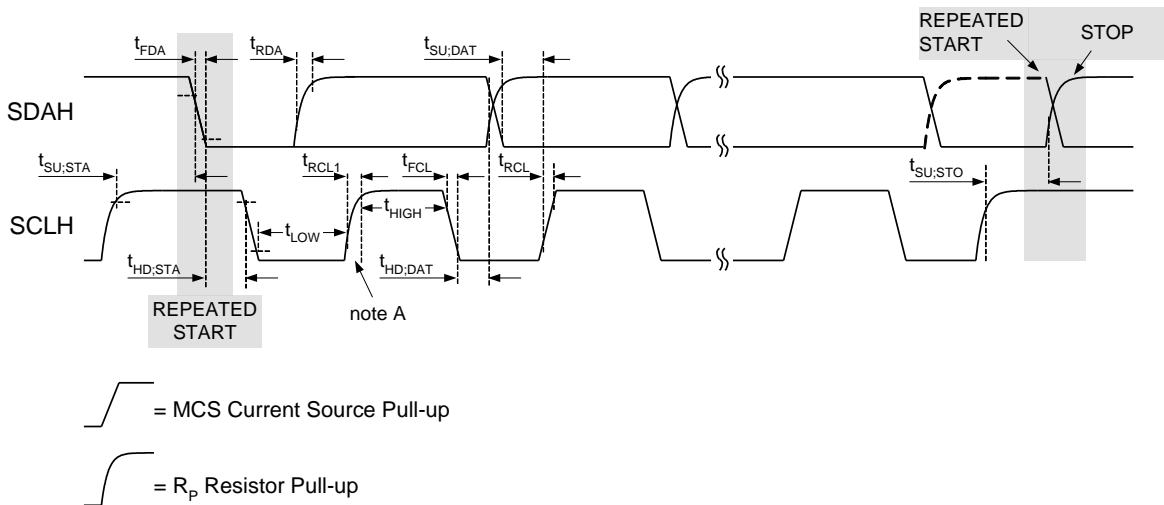 REPEATED
START
STOP
tFDA
tRDA
tSU;DAT
SDAH
tSU;STA
tRCL1
tFCL
tRCL
tSU;STO
SCLH
tHIGH
tLOW
tHD;STA
tHD;DAT
REPEATED
START
note A
= MCS Current Source Pull-up
= RP Resistor Pull-up